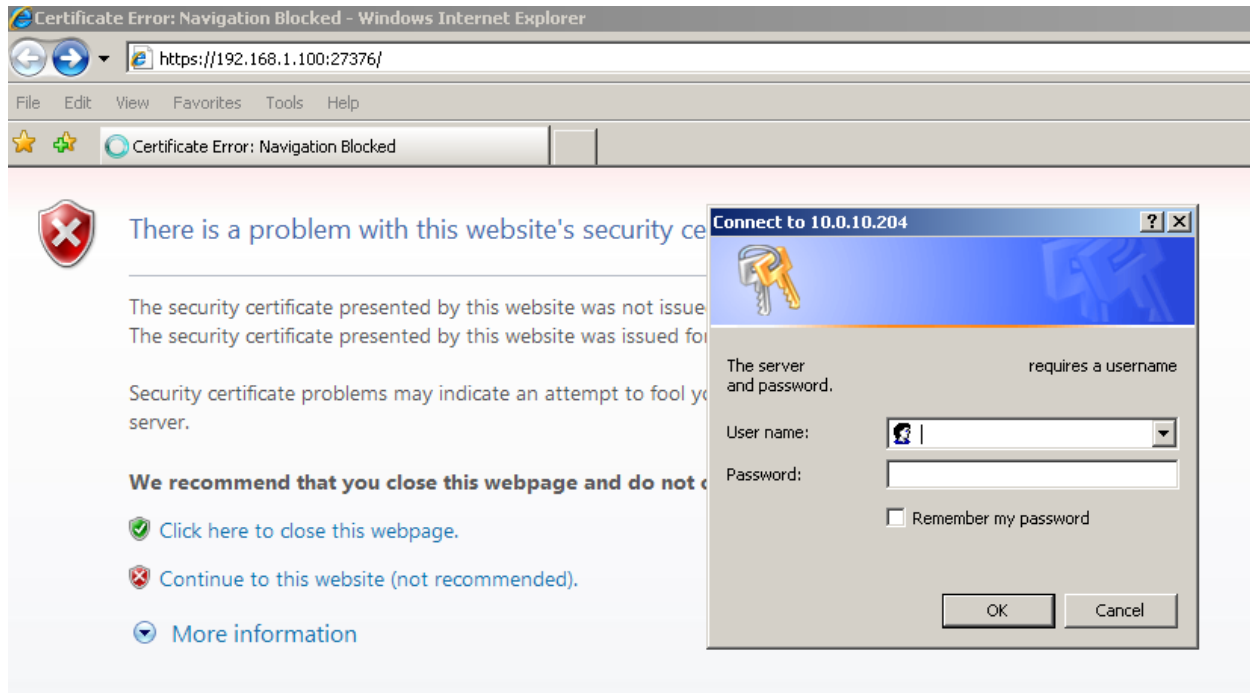 Certificate Error: Navigation Blocked - Windows Internet Explorer
https://192.168.1.100:27376/
File Edit View Favorites Tools Help
Certificate Error: Navigation Blocked
There is a problem with this website's security ce
The security certificate presented by this website was not issue
The security certificate presented by this website was issued for
Security certificate problems may indicate an attempt to fool yo
server.
We recommend that you close this webpage and do not c
Click here to close this webpage.
Continue to this website (not recommended).
More information
Connect to 10.0.10.204
The server requires a username
and password.
User name:
Password:
Remember my password
OK Cancel